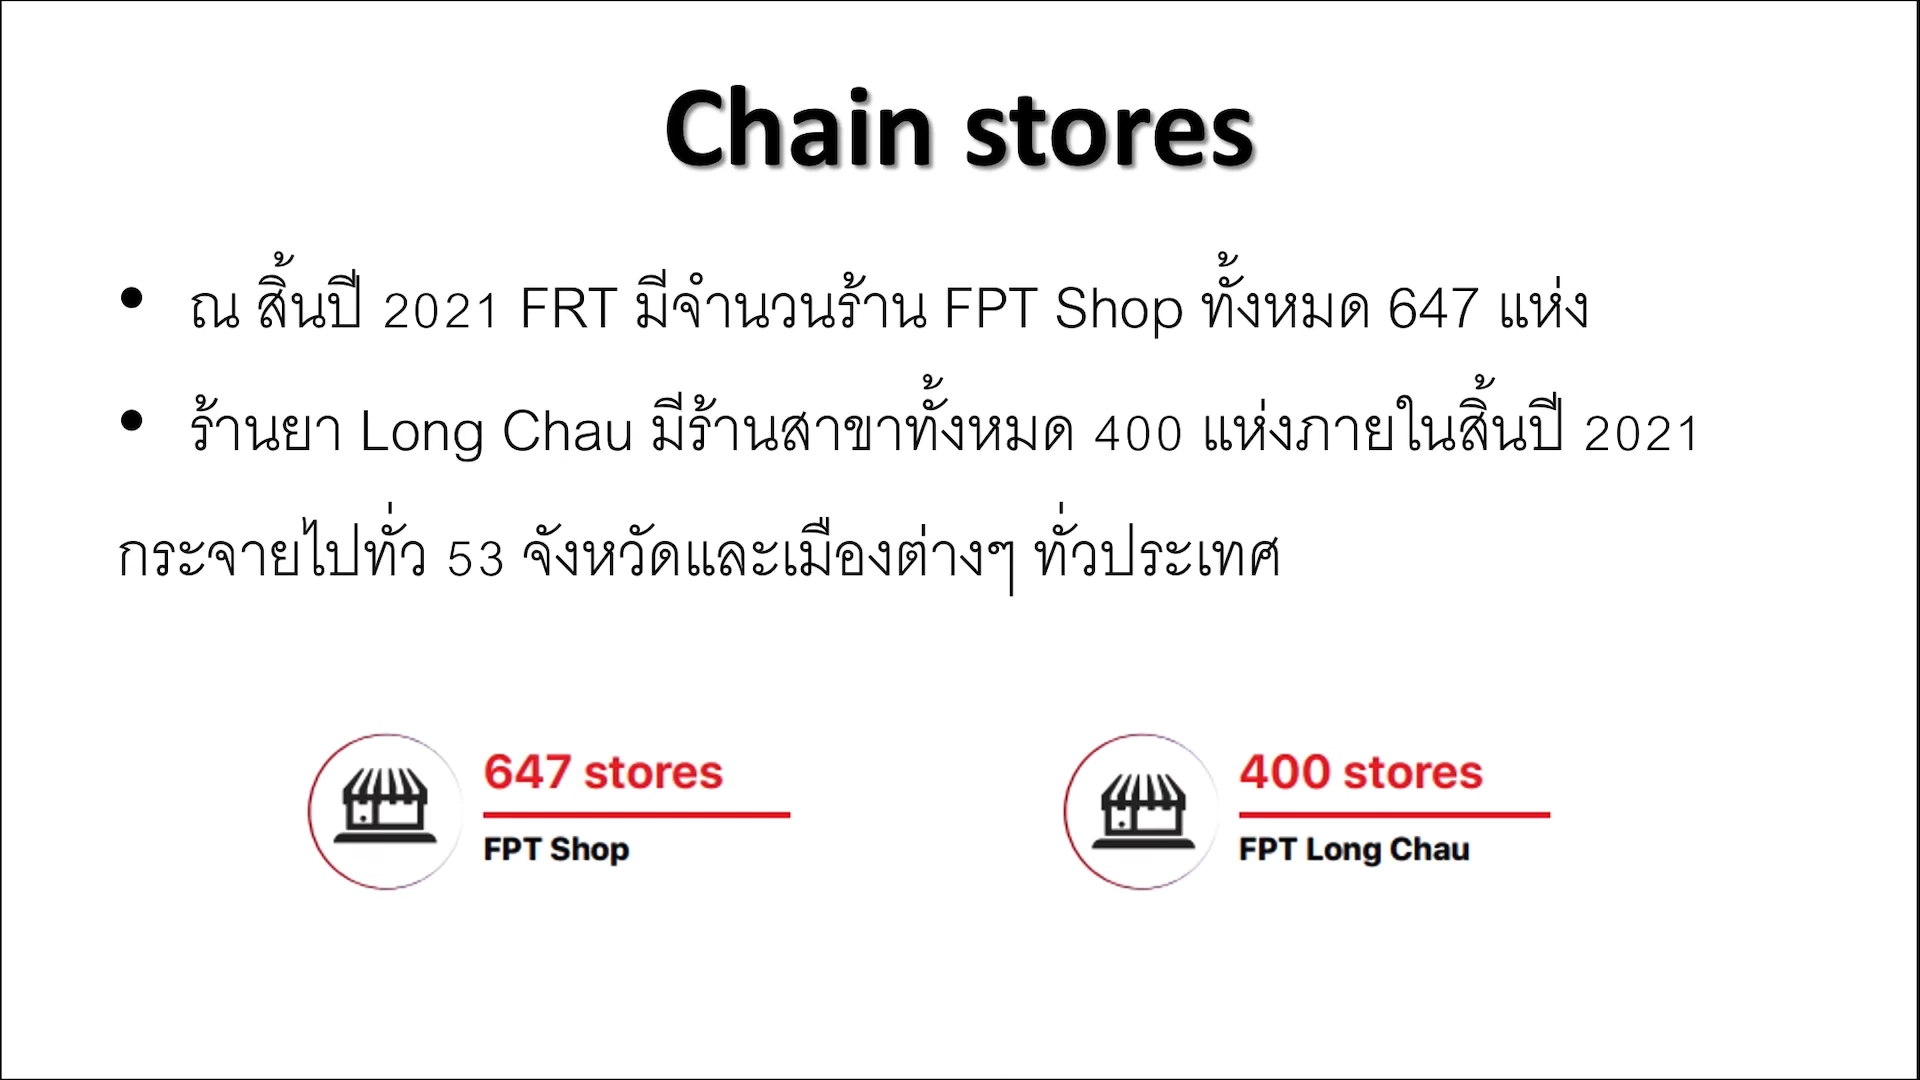 Chain stores
• ณ สิ้นปี 2021 FRT มีจำนวนร้าน FPT Shop ทั้งหมด 647 แห่ง
• ร้านยา Long Chau มีร้านสาขาทั้งหมด 400 แห่งภายในสิ้นปี 2021
กระจายไปทั่ว 53 จังหวัดและเมืองต่างๆ ทั่วประเทศ
647 stores
FPT Shop
400 stores
FPT Long Chau